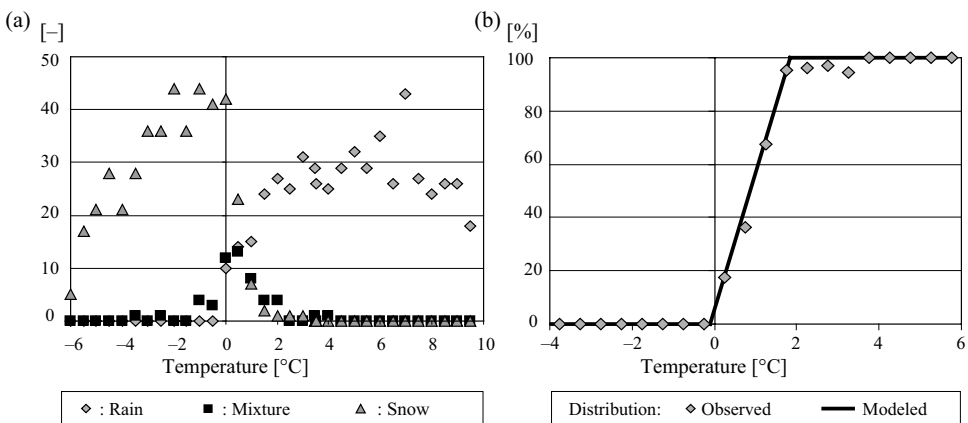 (a)
[–]
50
40
30
20
10
0
–6 –4 –2 0 2 4 6 8 10
Temperature [°C]
: Rain : Mixture : Snow
(b)
[%]
100
80
60
40
20
0
–4 –2 0 2 4 6
Temperature [°C]
Distribution: Observed Modeled